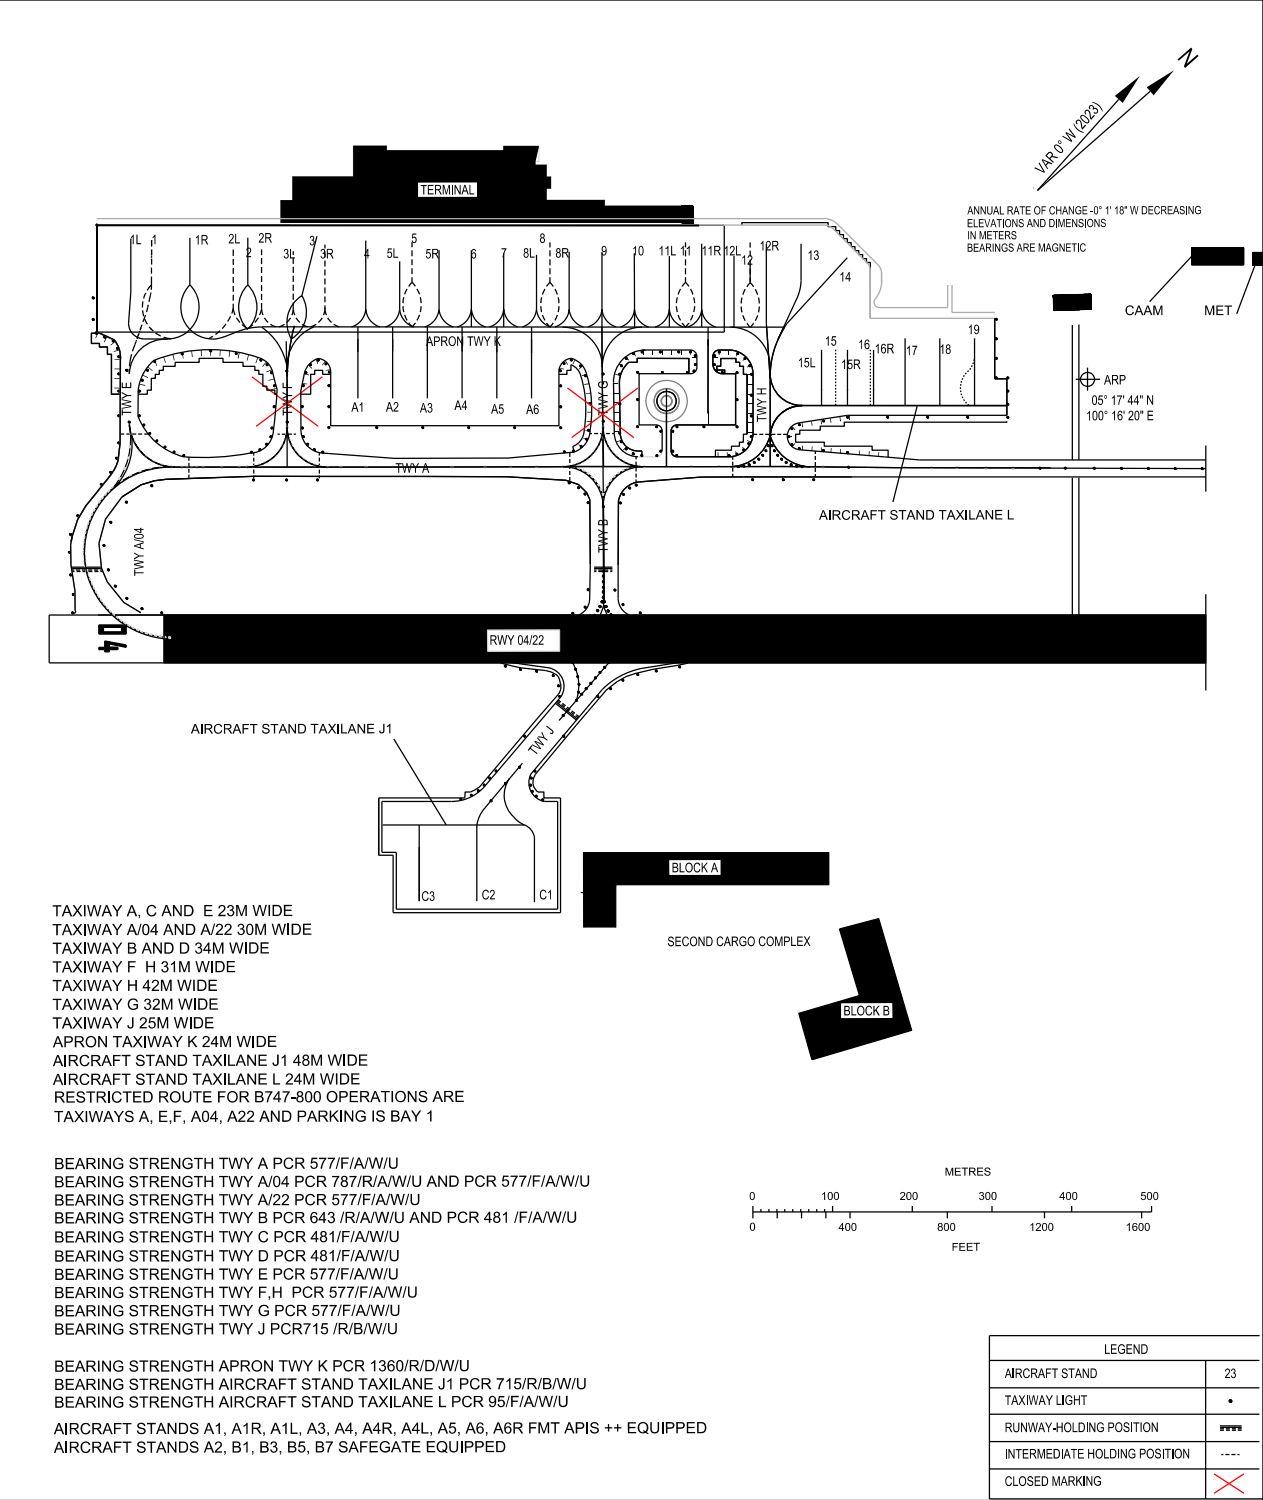 N
VAR 0° W (2023)
ANNUAL RATE OF CHANGE -0° 1' 18" W DECREASING
ELEVATIONS AND DIMENSIONS
IN METERS
BEARINGS ARE MAGNETIC
TERMINAL
CAAM
MET
1L 1 1R 2L 2R 2 3L 3 3R 4 5L 5 5R 6 7 8L 8 8R 9 10 11L 11 11R 12L 12 12R 13 14
APRON TWY K
15L 15 15R 16 16R 17 18 19
ARP
05° 17' 44" N
100° 16' 20" E
TWY E
TWY F
A1 A2 A3 A4 A5 A6
TWY G
TWY H
TWY A
AIRCRAFT STAND TAXILANE L
TWY A/04
TWY B
04
RWY 04/22
AIRCRAFT STAND TAXILANE J1
TWY J
C3 C2 C1
BLOCK A
SECOND CARGO COMPLEX
BLOCK B
TAXIWAY A, C AND E 23M WIDE
TAXIWAY A/04 AND A/22 30M WIDE
TAXIWAY B AND D 34M WIDE
TAXIWAY F H 31M WIDE
TAXIWAY H 42M WIDE
TAXIWAY G 32M WIDE
TAXIWAY J 25M WIDE
APRON TAXIWAY K 24M WIDE
AIRCRAFT STAND TAXILANE J1 48M WIDE
AIRCRAFT STAND TAXILANE L 24M WIDE
RESTRICTED ROUTE FOR B747-800 OPERATIONS ARE
TAXIWAYS A, E,F, A04, A22 AND PARKING IS BAY 1
BEARING STRENGTH TWY A PCR 577/F/A/W/U
BEARING STRENGTH TWY A/04 PCR 787/R/A/W/U AND PCR 577/F/A/W/U
BEARING STRENGTH TWY A/22 PCR 577/F/A/W/U
BEARING STRENGTH TWY B PCR 643 /R/A/W/U AND PCR 481 /F/A/W/U
BEARING STRENGTH TWY C PCR 481/F/A/W/U
BEARING STRENGTH TWY D PCR 481/F/A/W/U
BEARING STRENGTH TWY E PCR 577/F/A/W/U
BEARING STRENGTH TWY F,H PCR 577/F/A/W/U
BEARING STRENGTH TWY G PCR 577/F/A/W/U
BEARING STRENGTH TWY J PCR715 /R/B/W/U
BEARING STRENGTH APRON TWY K PCR 1360/R/D/W/U
BEARING STRENGTH AIRCRAFT STAND TAXILANE J1 PCR 715/R/B/W/U
BEARING STRENGTH AIRCRAFT STAND TAXILANE L PCR 95/F/A/W/U
AIRCRAFT STANDS A1, A1R, A1L, A3, A4, A4R, A4L, A5, A6, A6R FMT APIS ++ EQUIPPED
AIRCRAFT STANDS A2, B1, B3, B5, B7 SAFEGATE EQUIPPED
METRES
0 100 200 300 400 500
0 400 800 1200 1600
FEET
LEGEND
AIRCRAFT STAND 23
TAXIWAY LIGHT
RUNWAY-HOLDING POSITION
INTERMEDIATE HOLDING POSITION
CLOSED MARKING